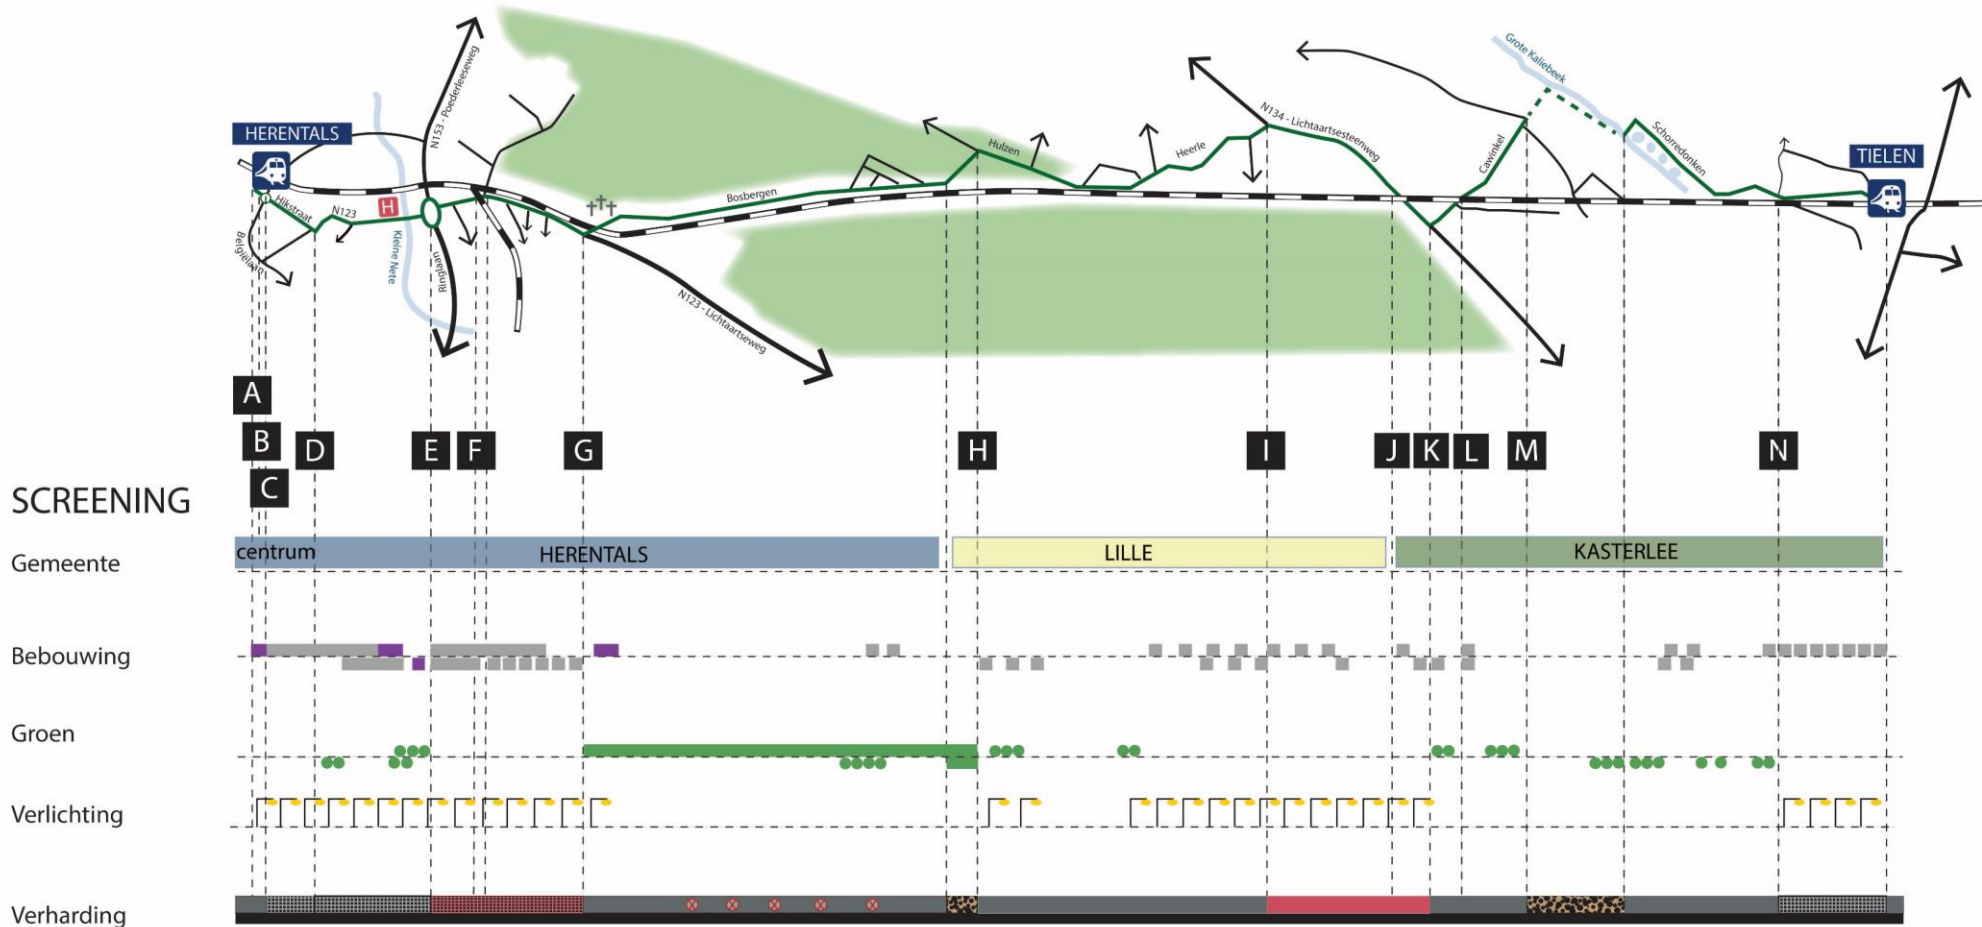 HERENTALS
N153 - Poederleeseweg
Grote Kaliebeek
N134 - Lichtaartsesteenweg
Hulzen
Heerle
Gawinkel
Schorredonken
TIELEN
Hikstraat
N123
H
Bosbergen
Belgiëlaan
Kleine Nete
Ringlaan
N123 - Lichtaartseweg
A
B
C
D
E
F
G
H
I
J
K
L
M
N
SCREENING
Gemeente
centrum
HERENTALS
LILLE
KASTERLEE
Bebouwing
Groen
Verlichting
Verharding